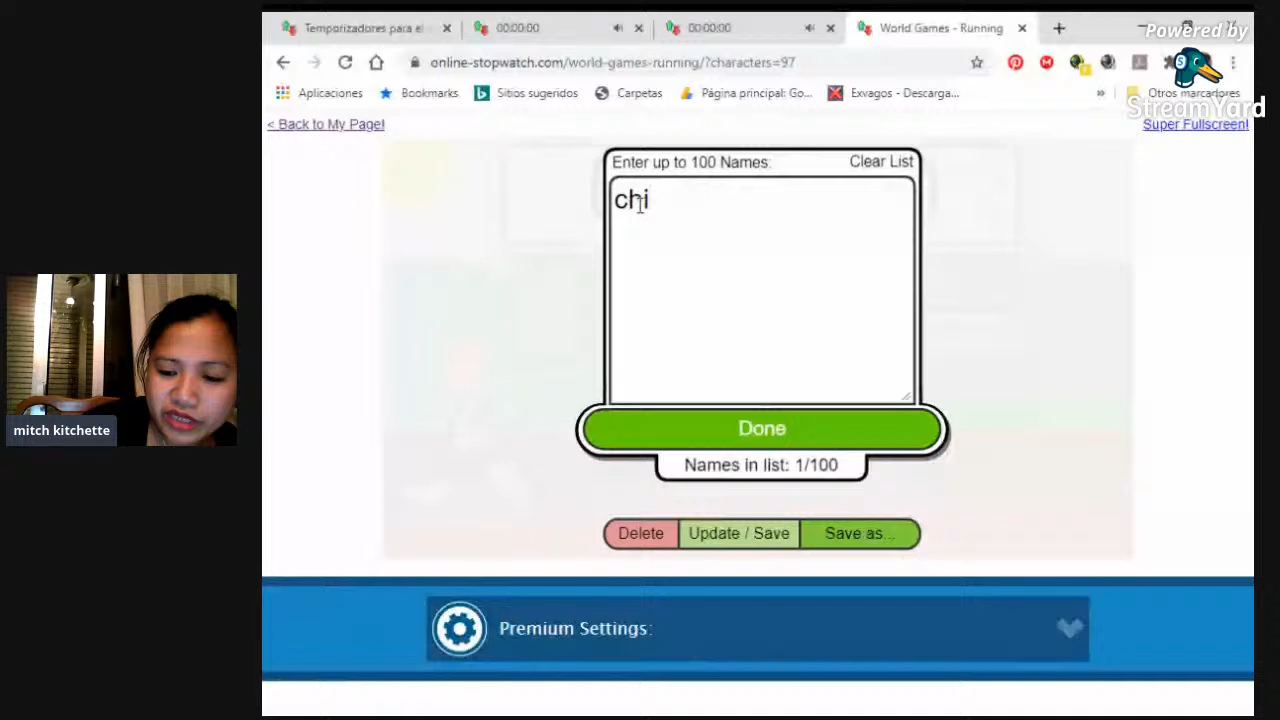 Temporizadores para el
00:00:00
00:00:00
World Games - Running
Powered by
online-stopwatch.com/world-games-running/?characters=97
StreamYard
Aplicaciones
Bookmarks
Sitios sugeridos
Carpetas
Página principal: Go...
Exvagos - Descarga...
»
Otros marcadores
< Back to My Page!
Super Fullscreen!
Enter up to 100 Names:
Clear List
chi
Done
Names in list: 1/100
Delete
Update / Save
Save as...
Premium Settings:
mitch kitchette